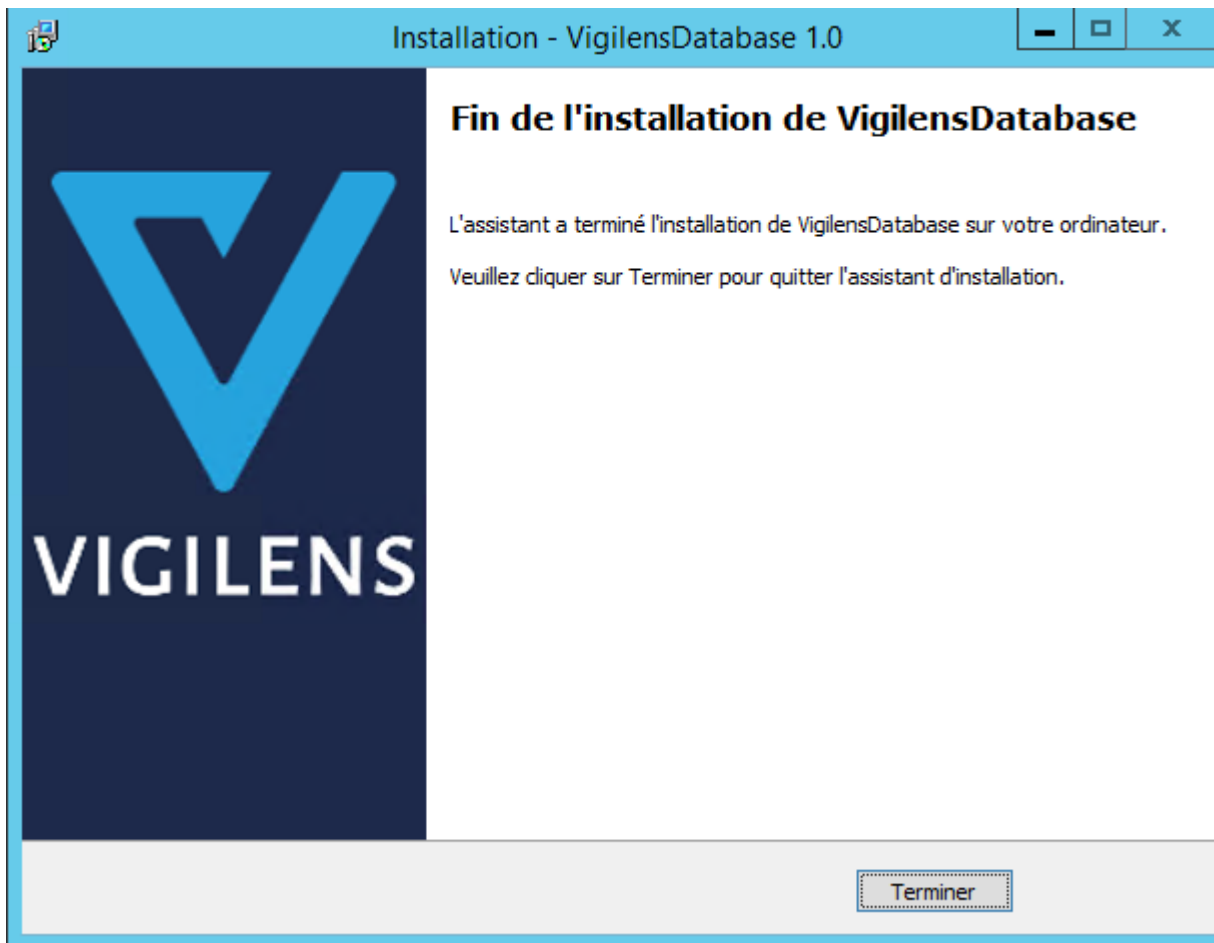 Installation - VigilensDatabase 1.0
Fin de l'installation de VigilensDatabase
L'assistant a terminé l'installation de VigilensDatabase sur votre ordinateur.
Veuillez cliquer sur Terminer pour quitter l'assistant d'installation.
VIGILENS
Terminer